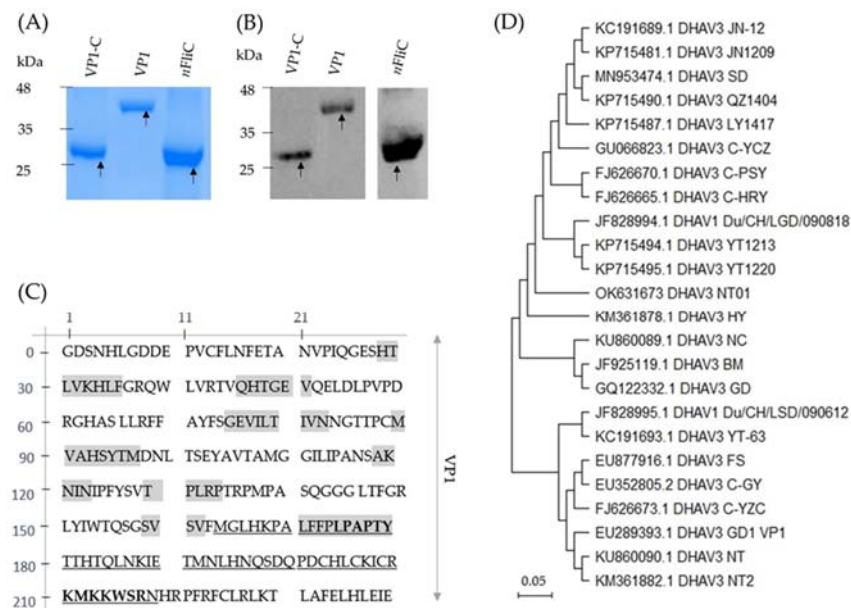 (A)
kDa
VP1-C
VP1
nFliC
48
35
25
(B)
kDa
VP1-C
VP1
nFliC
48
35
25
(C)
1 11 21
0 GDSNHLGDDE PVCFLNFETA NVPIQGESHT
30 LVKHLFGRQW LVRTVQHTGE VQELDLPVPD
60 RGHAS LLRFF AYFSGEVILT IVNNGTTPCM
90 VAHSYTMDNL TSEYAVTAMG GILIPANSAK
120 NINIPFYSVT PLRPTRPMPA SQGGG LTFGR
150 LYIWTQSGSV SVFMGLHKPA LFFPLPAPTY
180 TTHTQLNKIE TMNLHNQSDQ PDCHLCKICR
210 KMKKWSRNHR PFRFCLRLKT LAFELHLEIE
VP1
(D)
KC191689.1 DHAV3 JN-12
KP715481.1 DHAV3 JN1209
MN953474.1 DHAV3 SD
KP715490.1 DHAV3 QZ1404
KP715487.1 DHAV3 LY1417
GU066823.1 DHAV3 C-YCZ
FJ626670.1 DHAV3 C-PSY
FJ626665.1 DHAV3 C-HRY
JF828994.1 DHAV1 Du/CH/LGD/090818
KP715494.1 DHAV3 YT1213
KP715495.1 DHAV3 YT1220
OK631673 DHAV3 NT01
KM361878.1 DHAV3 HY
KU860089.1 DHAV3 NC
JF925119.1 DHAV3 BM
GQ122332.1 DHAV3 GD
JF828995.1 DHAV1 Du/CH/LSD/090612
KC191693.1 DHAV3 YT-63
EU877916.1 DHAV3 FS
EU352805.2 DHAV3 C-GY
FJ626673.1 DHAV3 C-YZC
EU289393.1 DHAV3 GD1 VP1
KU860090.1 DHAV3 NT
KM361882.1 DHAV3 NT2
0.05